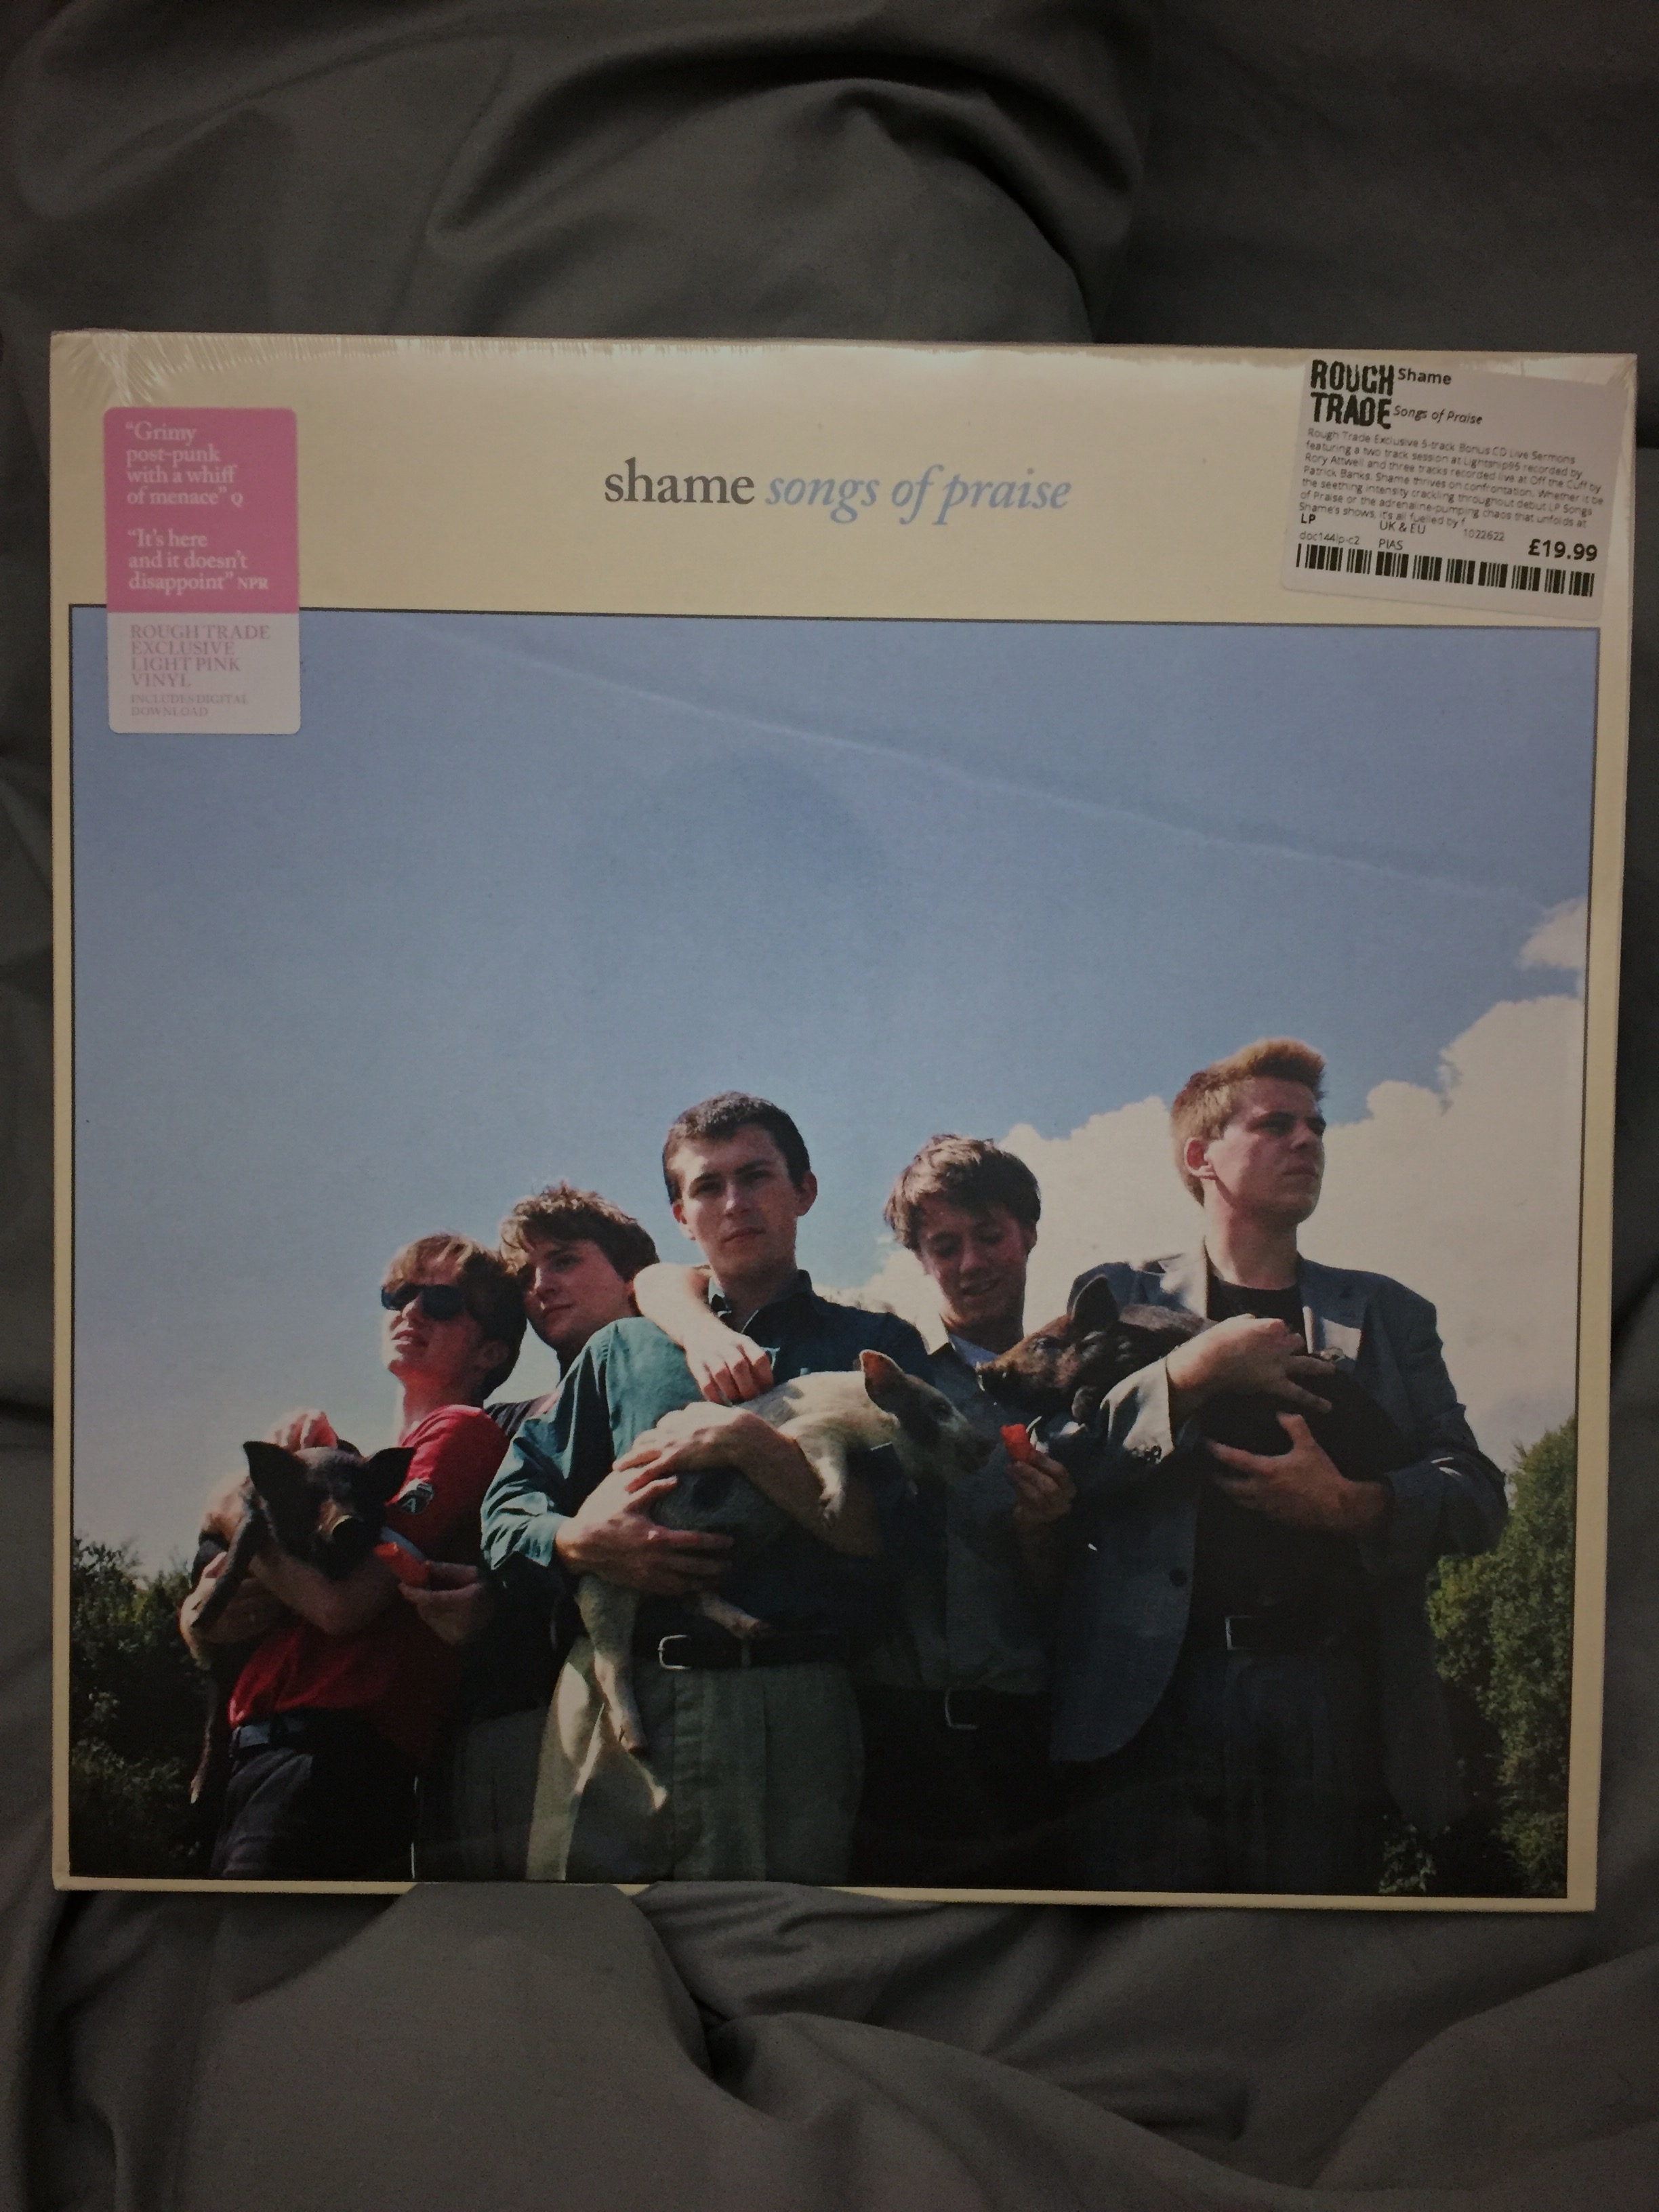 shame songs of praise
“Grimy
post-punk
with a whiff
of menace” Q
“It’s here
and it doesn’t
disappoint” NPR
ROUGH TRADE
EXCLUSIVE
LIGHT PINK
VINYL
INCLUDES DIGITAL
DOWNLOAD
ROUGH
TRADE
Shame
Songs of Praise
Rough Trade Exclusive 5-track Bonus CD Live Sermons
featuring a two track session at Lightship95 recorded by
Rory Attwell and three tracks recorded live at Off the Cuff by
Patrick Banks. Shame thrives on confrontation. Whether it be
the seething intensity crackling throughout debut LP Songs
of Praise or the adrenaline-pumping chaos that unfolds at
Shame's shows, it's all fuelled by f
LP UK & EU 1022622
doc144lp-c2 PIAS £19.99